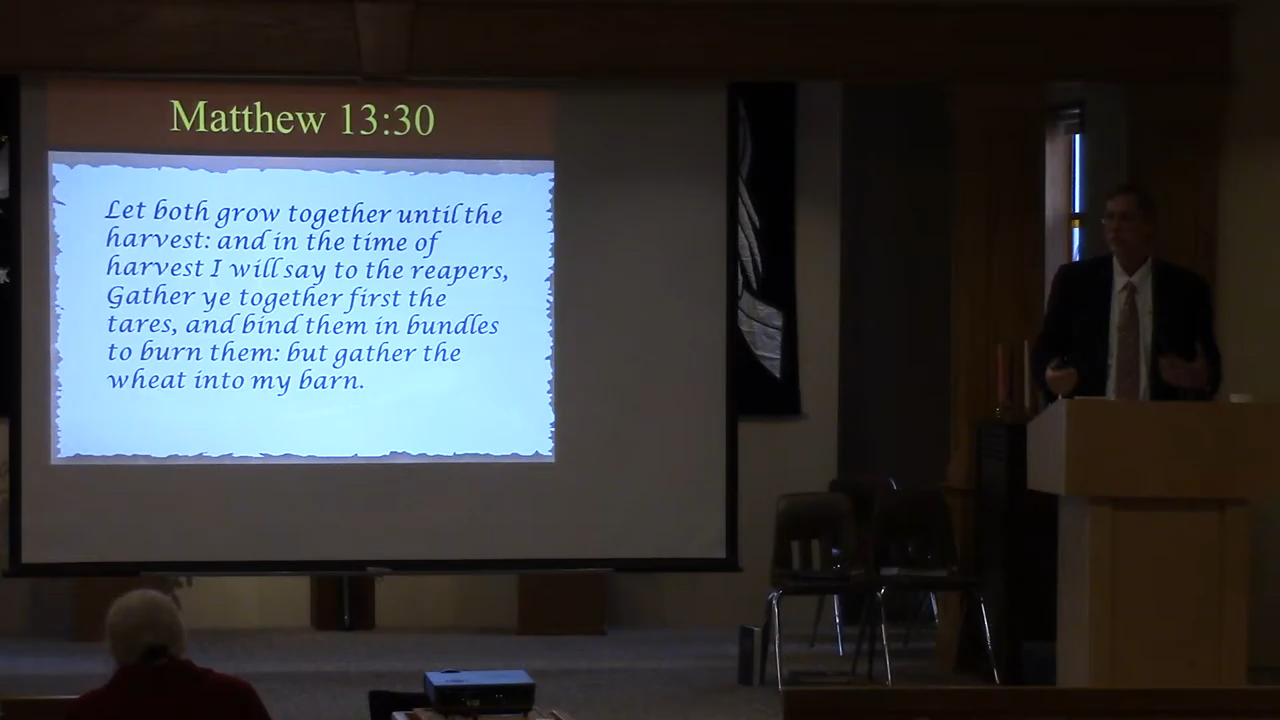 Matthew 13:30
Let both grow together until the
harvest: and in the time of
harvest I will say to the reapers,
Gather ye together first the
tares, and bind them in bundles
to burn them: but gather the
wheat into my barn.